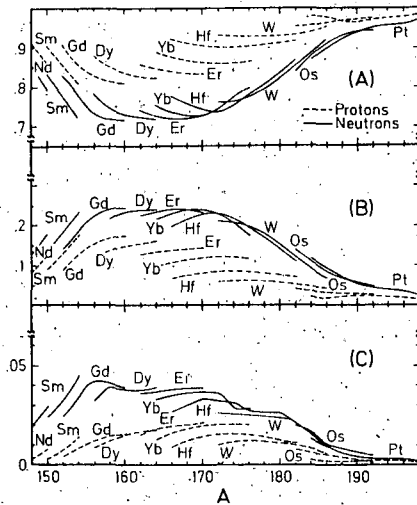 .9
.8
.7
Sm
Nd
Sm
Gd
Dy
Yb
Hf
Er
W
Pt
(A)
Os
Gd
Yb
Dy
Er
Hf
W
Protons
Neutrons
.2
.1
Gd
Dy
Er
(B)
Yb
Hf
W
Os
Er
Yb
Hf
W
Nd
Sm
Gd
Dy
Os
Pt
.05
0
(C)
Sm
Gd
Dy
Er
Yb
Hf
W
Os
Pt
Nd
Sm
Gd
Dy
Er
Yb
Hf
W
Os
150 160 170 180 190
A